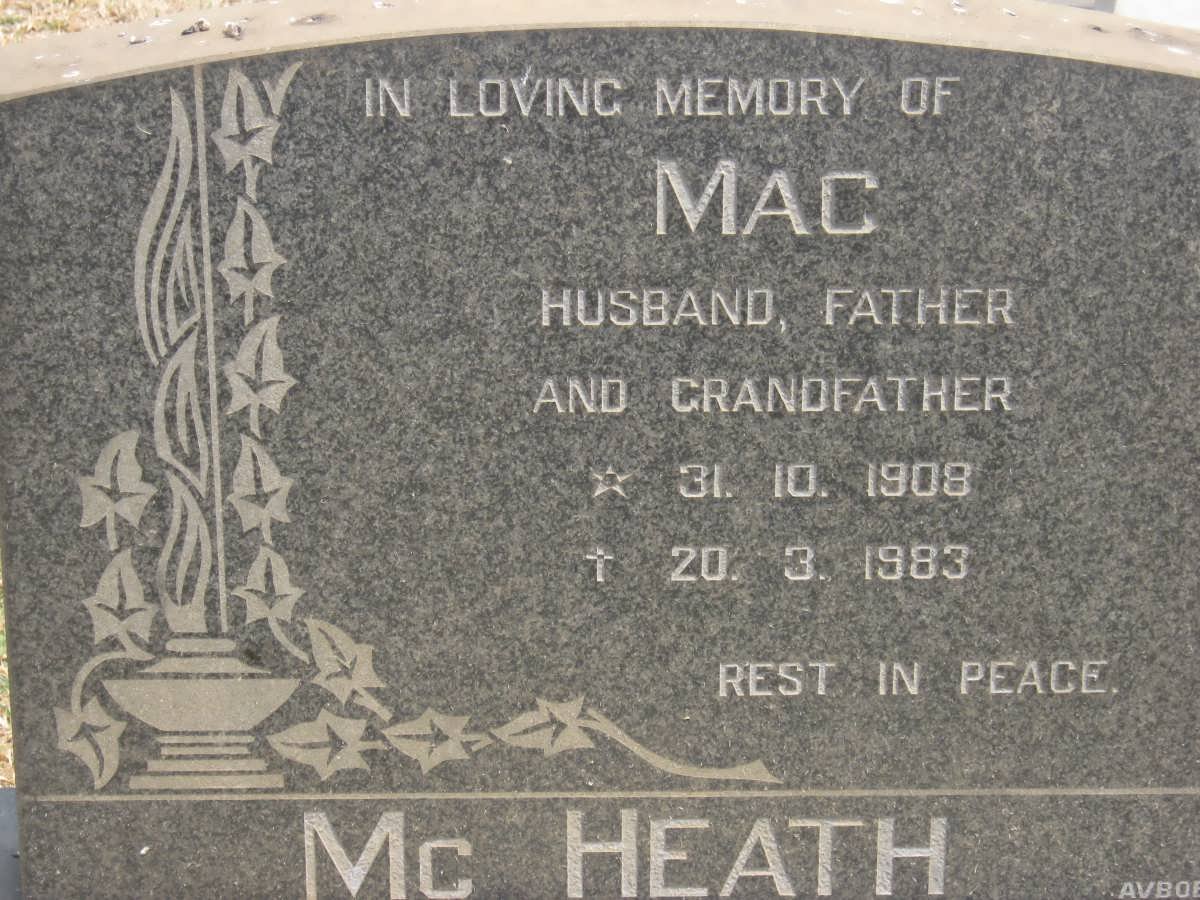 IN LOVING MEMORY OF
MAC
HUSBAND, FATHER
AND GRANDFATHER
☆ 31. 10. 1908
† 20. 3. 1983
REST IN PEACE.
Mc HEATH